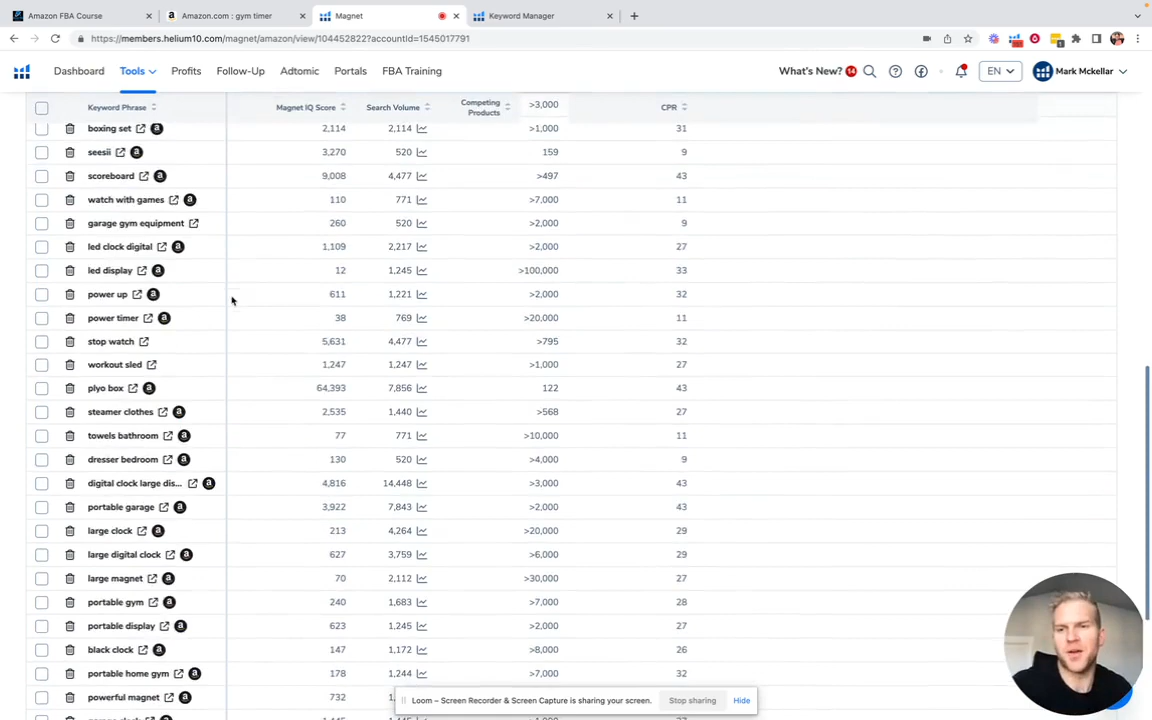 Amazon FBA Course
Amazon.com : gym timer
Magnet
Keyword Manager
https://members.helium10.com/magnet/amazon/view/104452822?accountId=1545017791
Dashboard Tools Profits Follow-Up Adtomic Portals FBA Training What's New? 14 EN Mark Mckellar
Keyword Phrase Magnet IQ Score Search Volume Competing Products >3,000 CPR
boxing set 2,114 2,114 >1,000 31
seesii 3,270 520 159 9
scoreboard 9,008 4,477 >497 43
watch with games 110 771 >7,000 11
garage gym equipment 260 520 >2,000 9
led clock digital 1,109 2,217 >2,000 27
led display 12 1,245 >100,000 33
power up 611 1,221 >2,000 32
power timer 38 769 >20,000 11
stop watch 5,631 4,477 >795 32
workout sled 1,247 1,247 >1,000 27
plyo box 64,393 7,856 122 43
steamer clothes 2,535 1,440 >568 27
towels bathroom 77 771 >10,000 11
dresser bedroom 130 520 >4,000 9
digital clock large dis... 4,816 14,448 >3,000 43
portable garage 3,922 7,843 >2,000 43
large clock 213 4,264 >20,000 29
large digital clock 627 3,759 >6,000 29
large magnet 70 2,112 >30,000 27
portable gym 240 1,683 >7,000 28
portable display 623 1,245 >2,000 27
black clock 147 1,172 >8,000 26
portable home gym 178 1,244 >7,000 32
powerful magnet 732
Loom – Screen Recorder & Screen Capture is sharing your screen. Stop sharing Hide